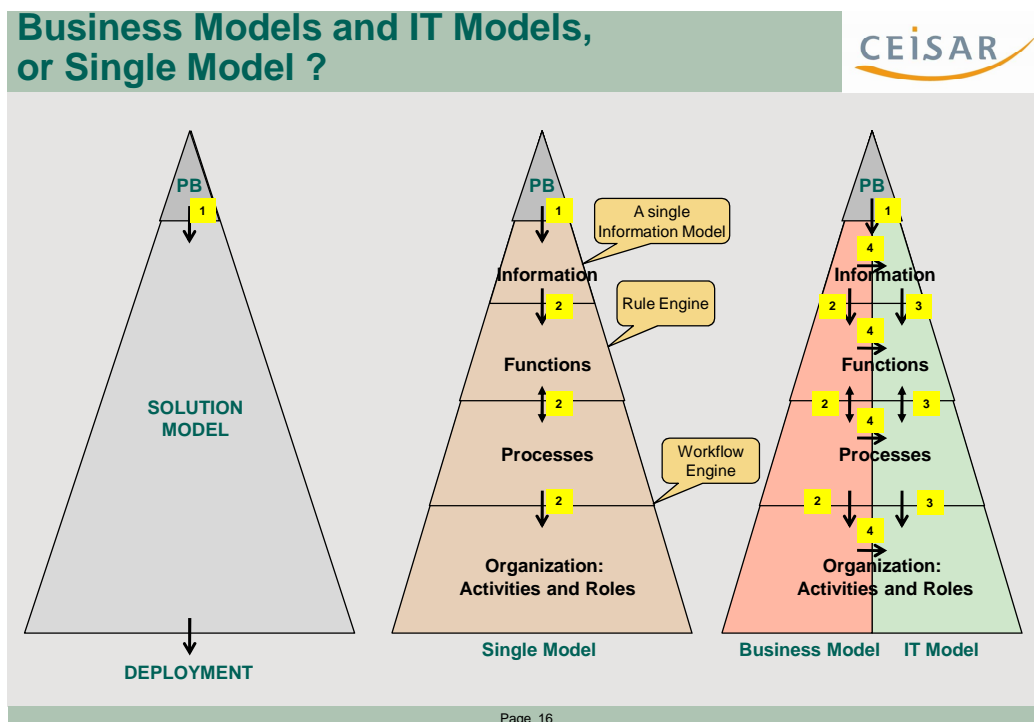 Business Models and IT Models,
or Single Model ?
CEISAR
PB
1
SOLUTION
MODEL
DEPLOYMENT
PB
1
A single
Information Model
Information
2
Rule Engine
Functions
2
Processes
Workflow
Engine
2
Organization:
Activities and Roles
Single Model
PB
1
4
Information
2
3
4
Functions
2
3
4
Processes
2
3
4
Organization:
Activities and Roles
Business Model
IT Model
Page 16